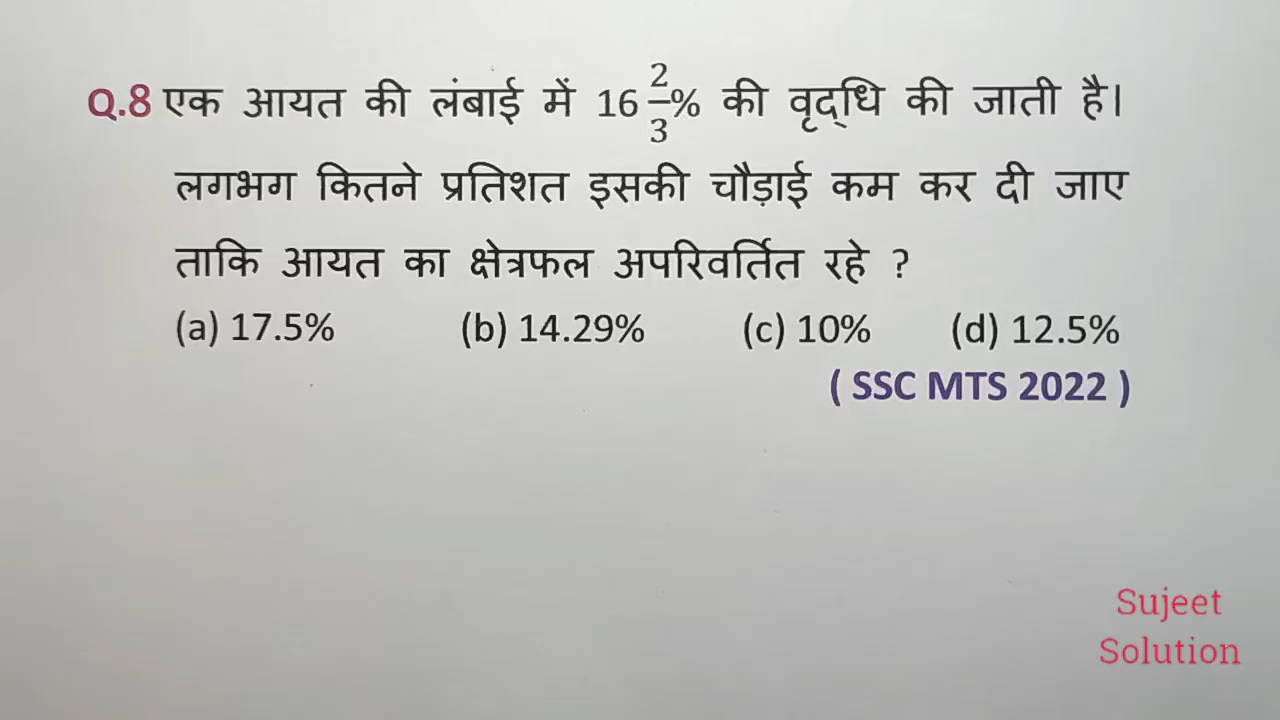 Q.8 एक आयत की लंबाई में 16 2/3% की वृद्धि की जाती है।
लगभग कितने प्रतिशत इसकी चौड़ाई कम कर दी जाए
ताकि आयत का क्षेत्रफल अपरिवर्तित रहे ?
(a) 17.5% (b) 14.29% (c) 10% (d) 12.5%
( SSC MTS 2022 )
Sujeet
Solution